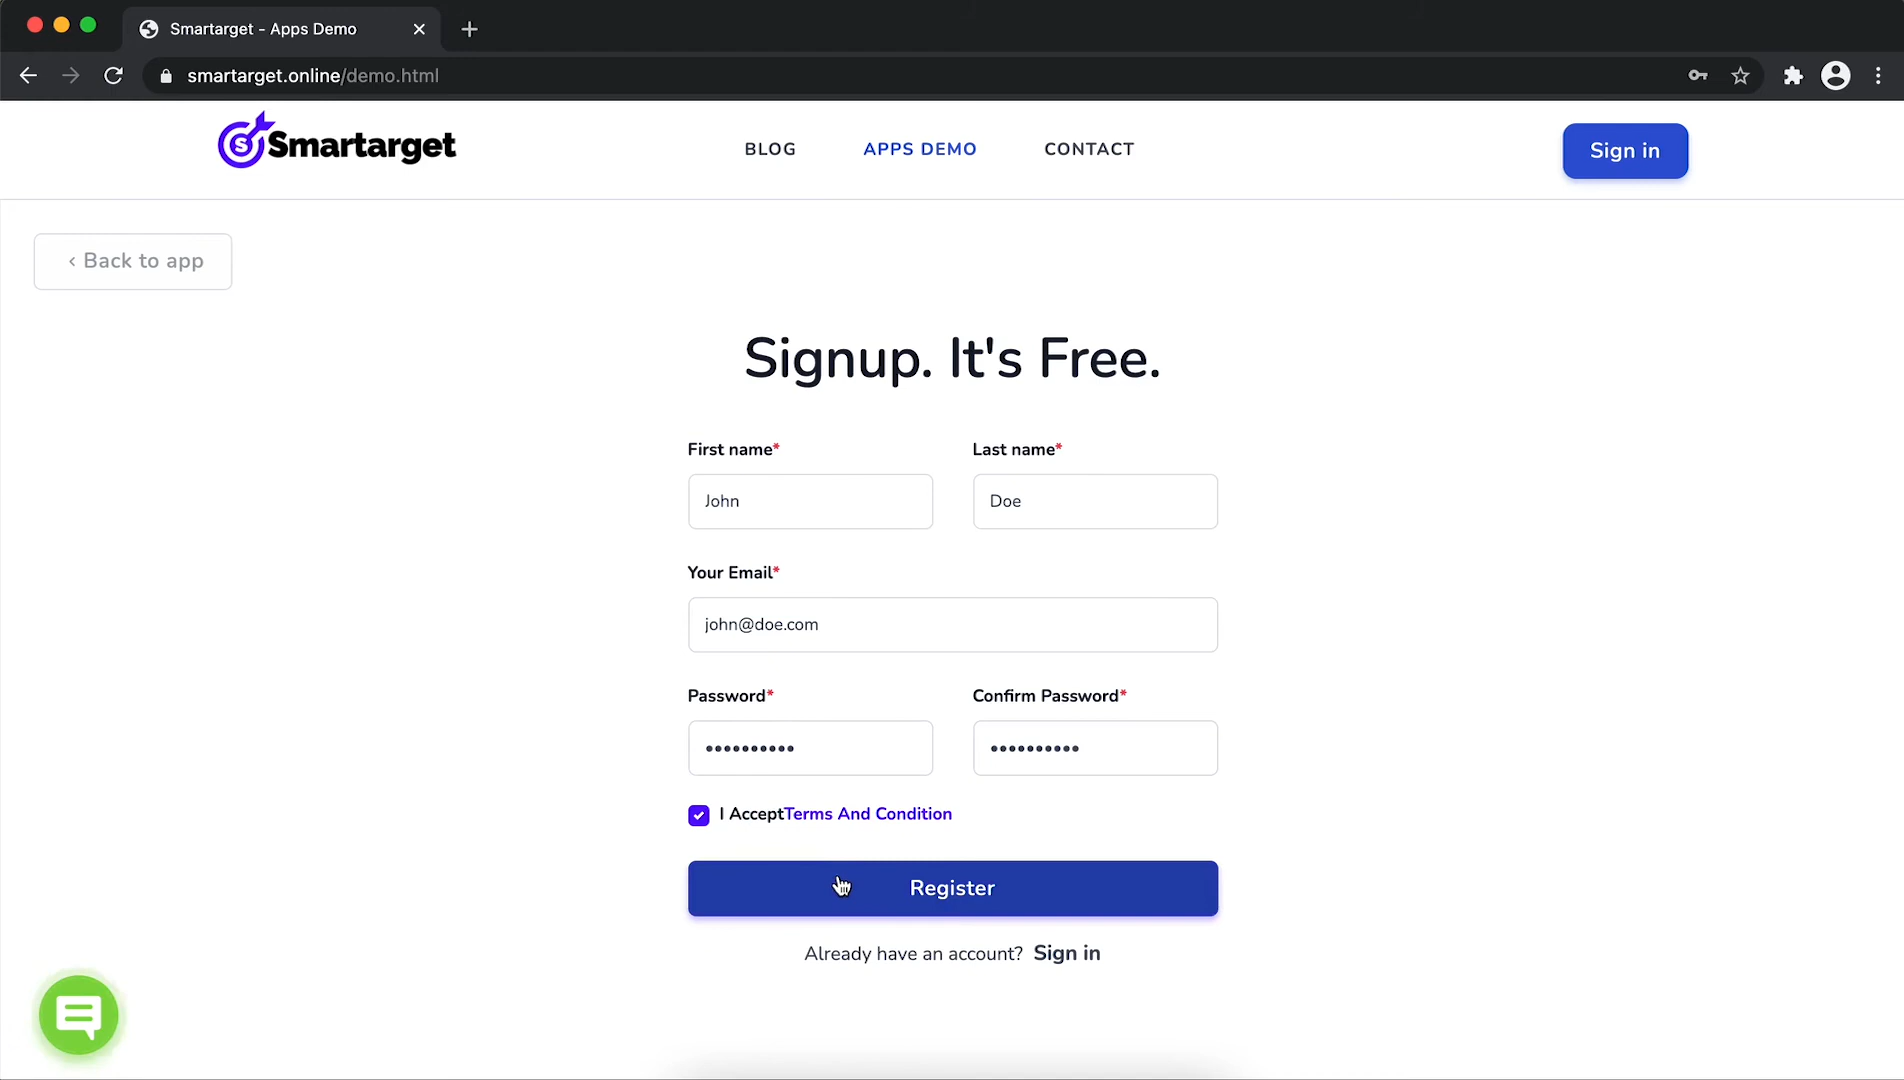 Smartarget - Apps Demo
smartarget.online/demo.html
Smartarget
BLOG APPS DEMO CONTACT
Sign in
‹ Back to app
Signup. It's Free.
First name* Last name*
John Doe
Your Email*
john@doe.com
Password* Confirm Password*
•••••••••• ••••••••••
I AcceptTerms And Condition
Register
Already have an account? Sign in